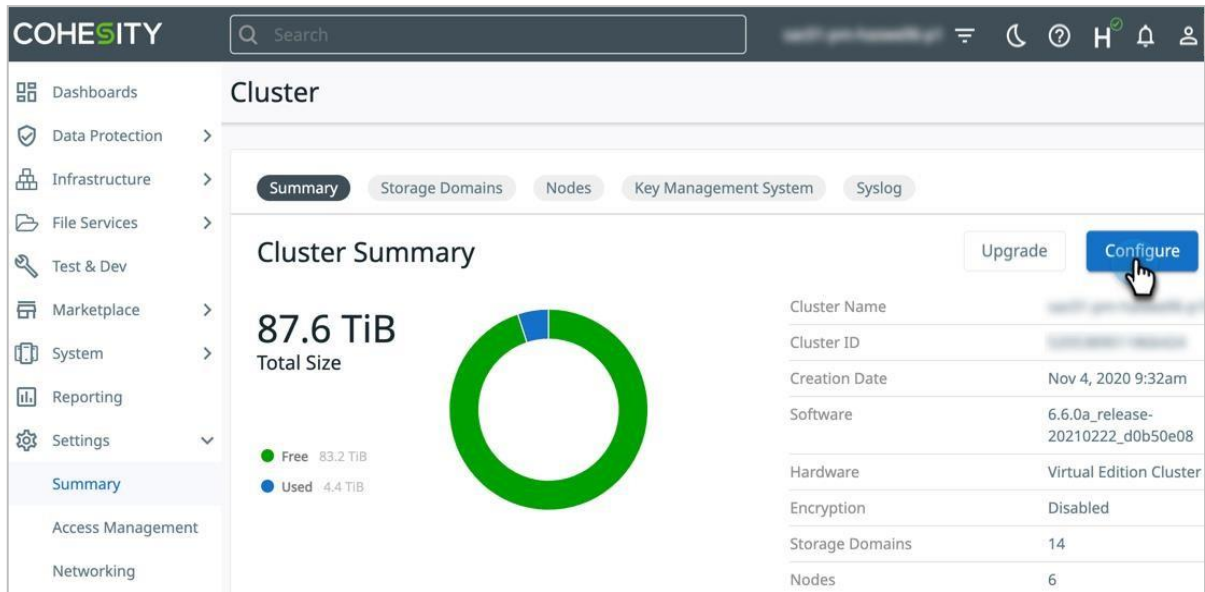 COHESITY
Search
H
Dashboards
Data Protection
Infrastructure
File Services
Test & Dev
Marketplace
System
Reporting
Settings
Summary
Access Management
Networking
Cluster
Summary Storage Domains Nodes Key Management System Syslog
Cluster Summary
Upgrade Configure
87.6 TiB
Total Size
Free 83.2 TiB
Used 4.4 TiB
Cluster Name
Cluster ID
Creation Date Nov 4, 2020 9:32am
Software 6.6.0a_release-
20210222_d0b50e08
Hardware Virtual Edition Cluster
Encryption Disabled
Storage Domains 14
Nodes 6